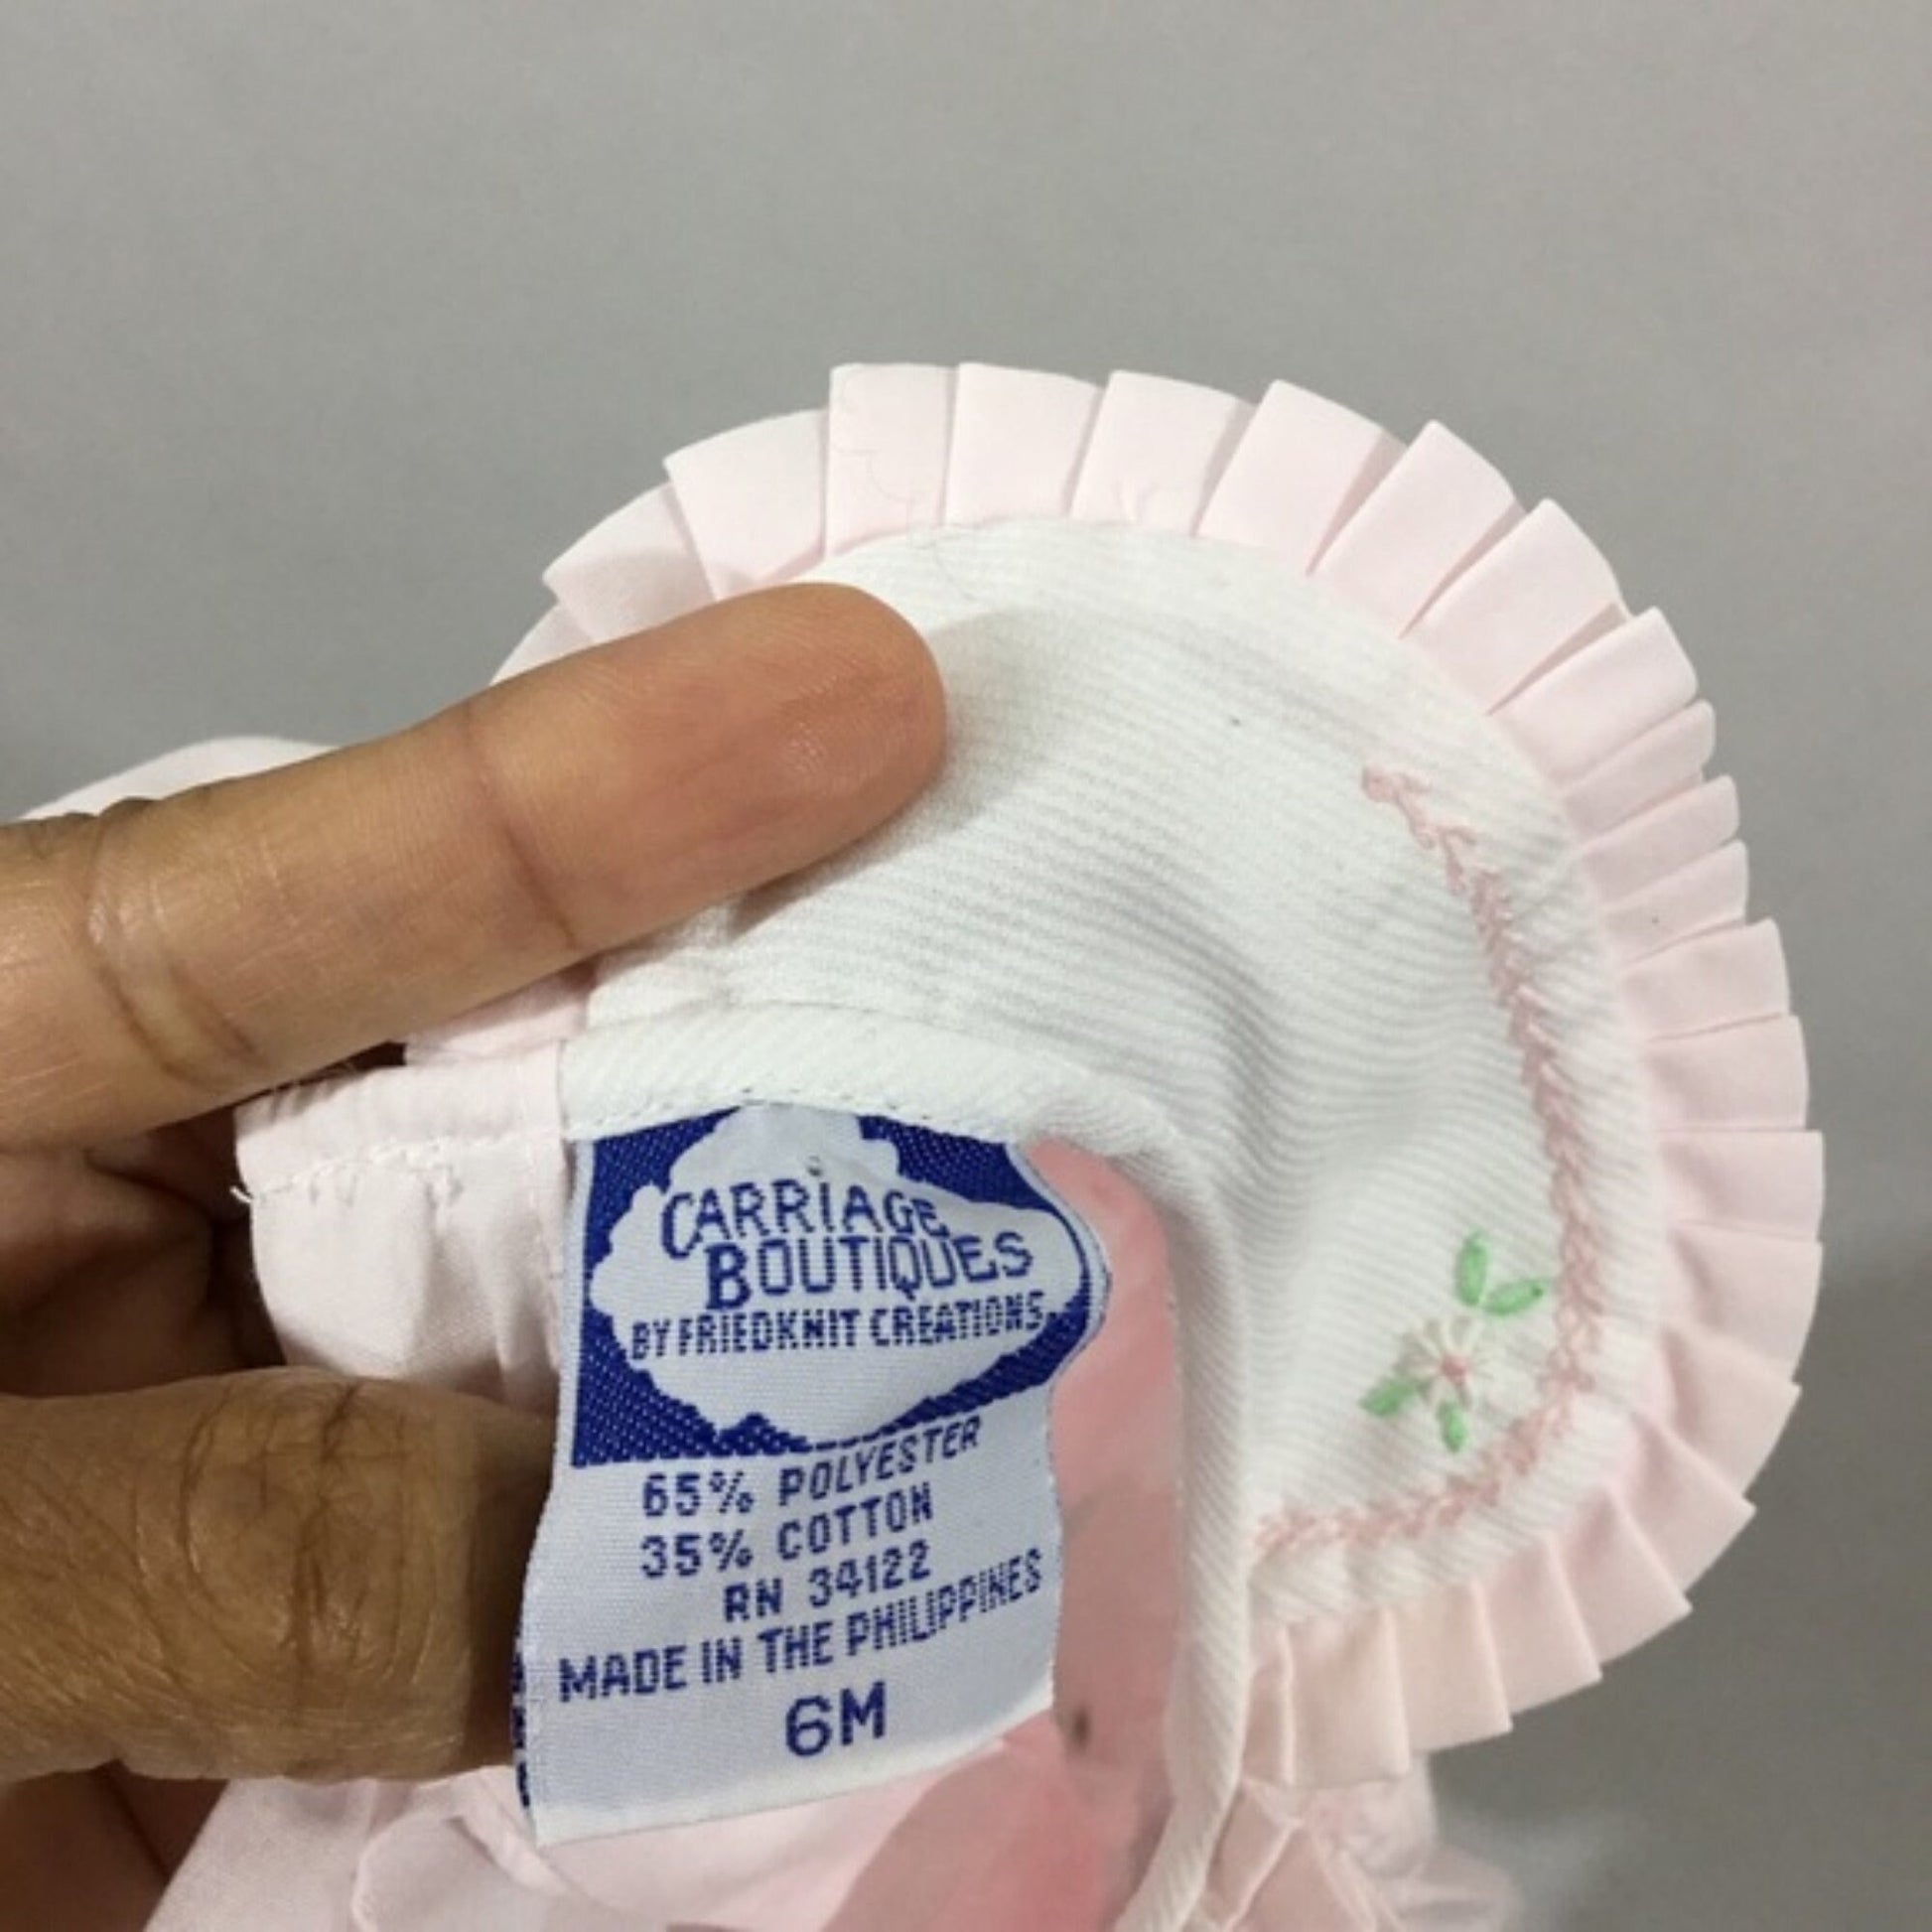 CARRIAGE
BOUTIQUES
BY FRIEDKNIT CREATIONS
65% POLYESTER
35% COTTON
RN 34122
MADE IN THE PHILIPPINES
6M